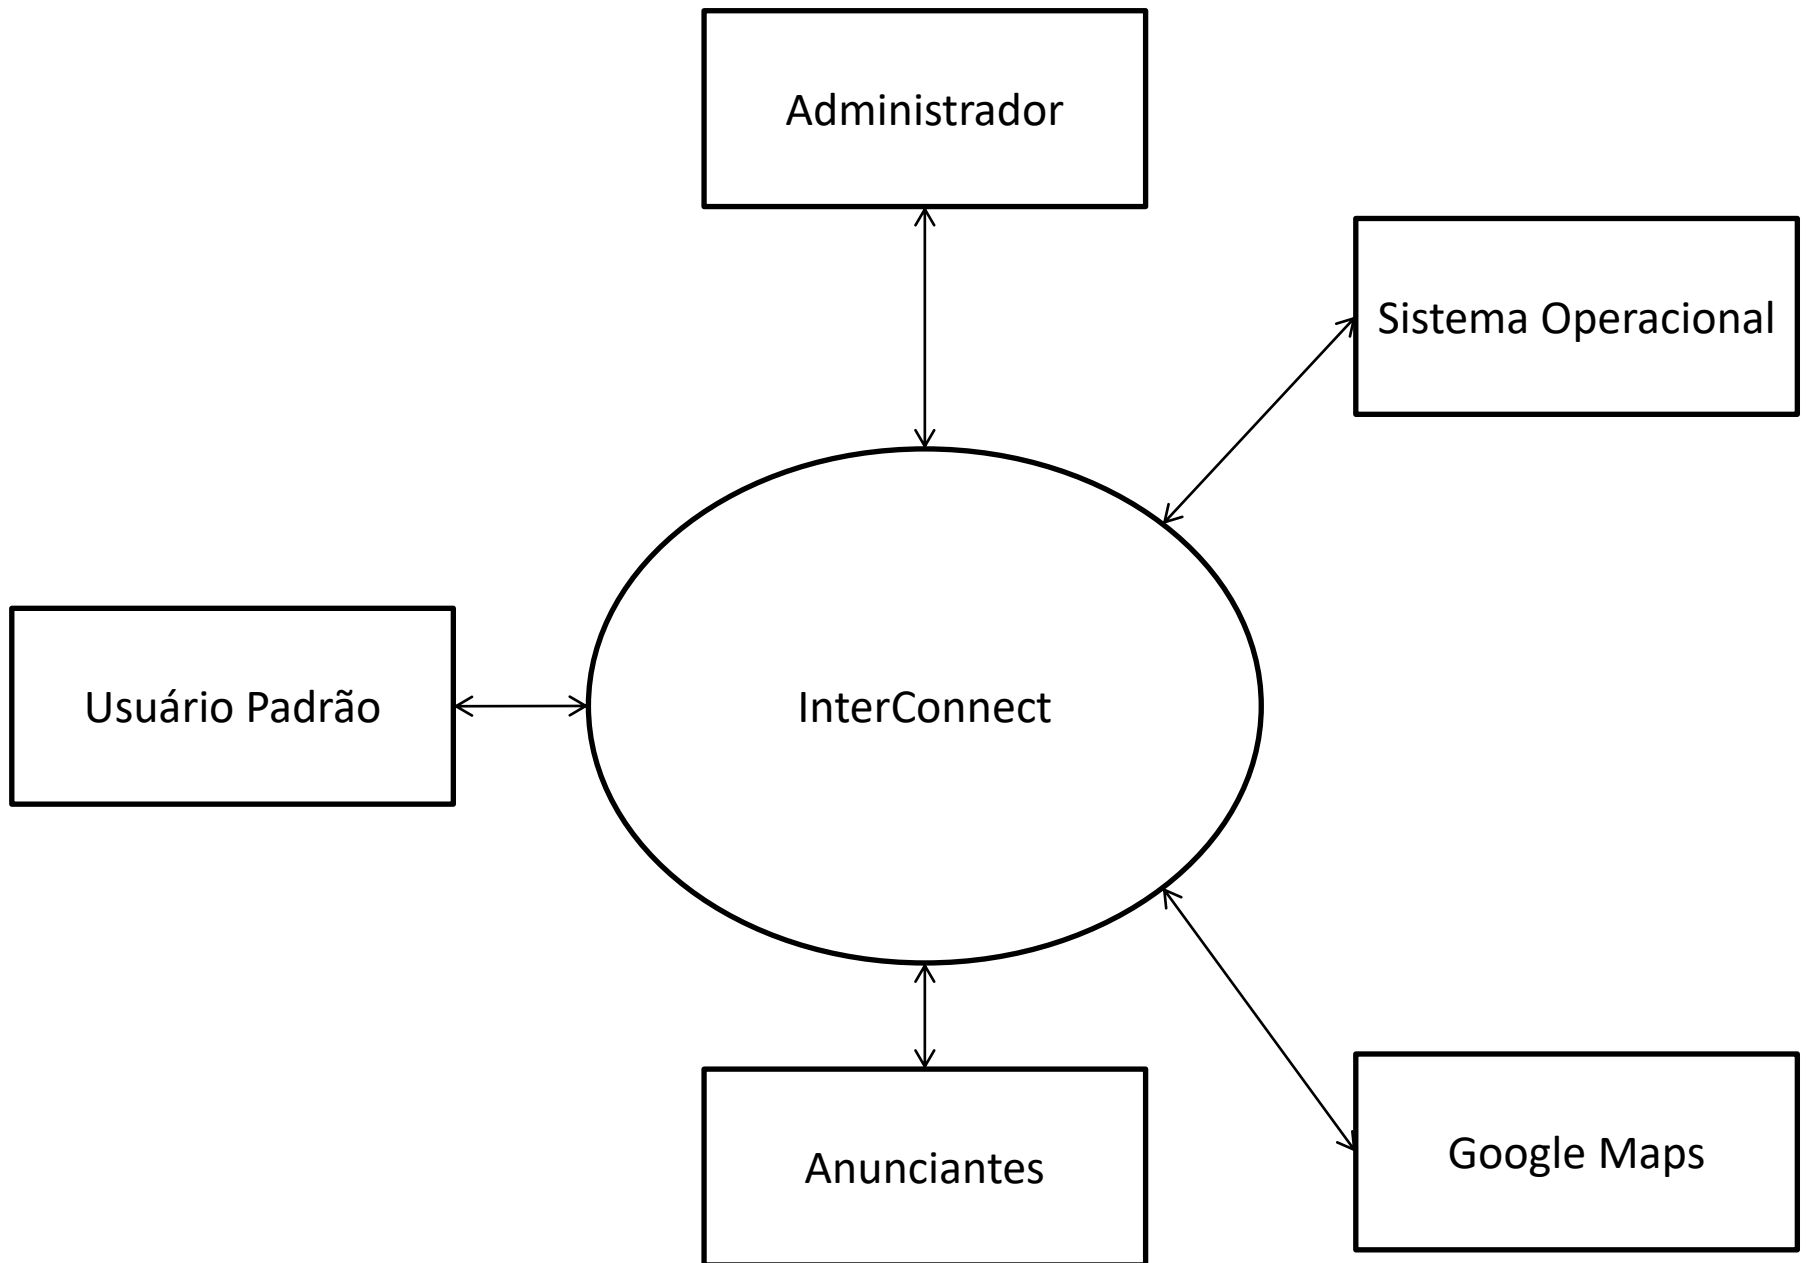 Administrador
Sistema Operacional
Usuário Padrão
InterConnect
Anunciantes
Google Maps